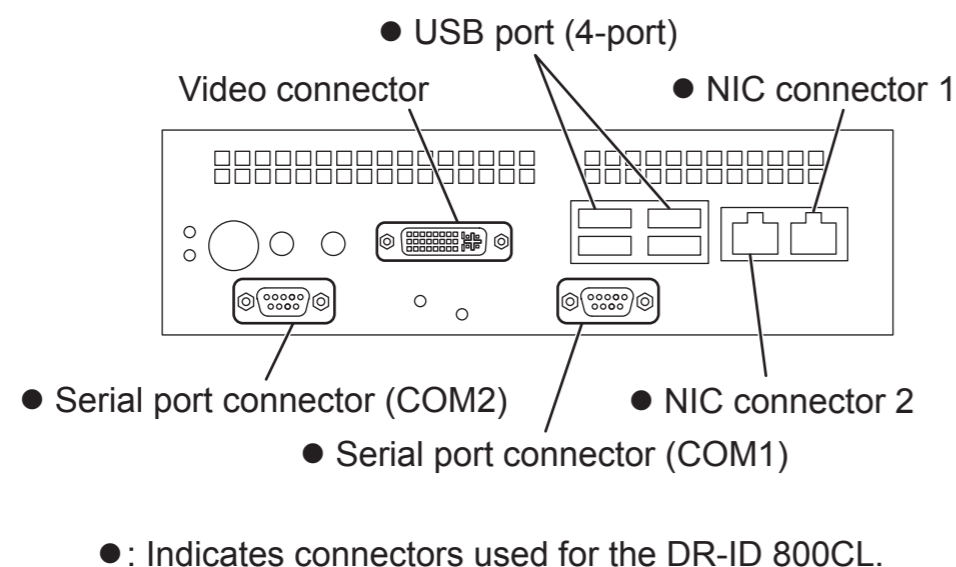 ● USB port (4-port)
Video connector
● NIC connector 1
● Serial port connector (COM2)
● NIC connector 2
● Serial port connector (COM1)
●: Indicates connectors used for the DR-ID 800CL.